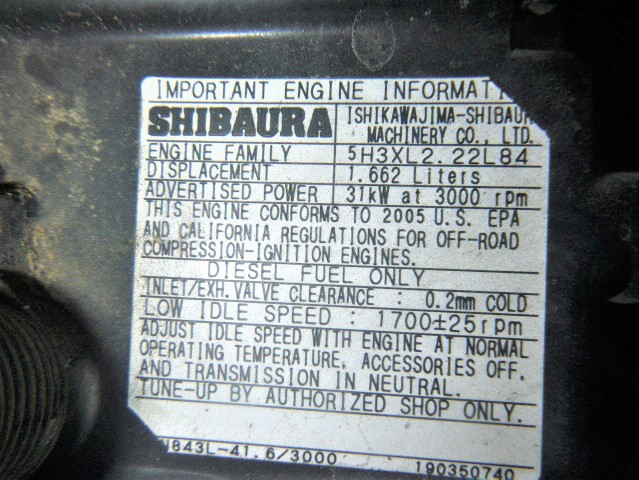 IMPORTANT ENGINE INFORMATI
SHIBAURA ISHIKAWAJIMA-SHIBAUR
MACHINERY CO., LTD.
ENGINE FAMILY 5H3XL2.22L84
DISPLACEMENT 1.662 Liters
ADVERTISED POWER 31kW at 3000 rpm
THIS ENGINE CONFORMS TO 2005 U.S. EPA
AND CALIFORNIA REGULATIONS FOR OFF-ROAD
COMPRESSION-IGNITION ENGINES.
DIESEL FUEL ONLY
INLET/EXH.VALVE CLEARANCE : 0.2mm COLD
LOW IDLE SPEED : 1700±25rpm
ADJUST IDLE SPEED WITH ENGINE AT NORMAL
OPERATING TEMPERATURE, ACCESSORIES OFF.
AND TRANSMISSION IN NEUTRAL.
TUNE-UP BY AUTHORIZED SHOP ONLY.
N843L-41.6/3000 190350740